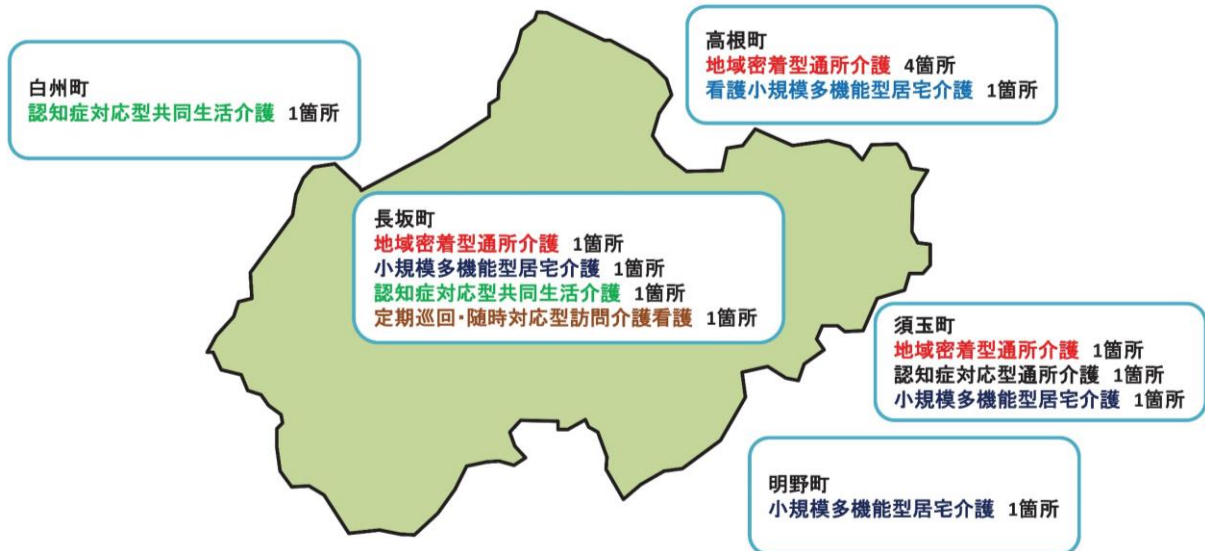 白州町
認知症対応型共同生活介護 1箇所
高根町
地域密着型通所介護 4箇所
看護小規模多機能型居宅介護 1箇所
長坂町
地域密着型通所介護 1箇所
小規模多機能型居宅介護 1箇所
認知症対応型共同生活介護 1箇所
定期巡回・随時対応型訪問介護看護 1箇所
須玉町
地域密着型通所介護 1箇所
認知症対応型通所介護 1箇所
小規模多機能型居宅介護 1箇所
明野町
小規模多機能型居宅介護 1箇所